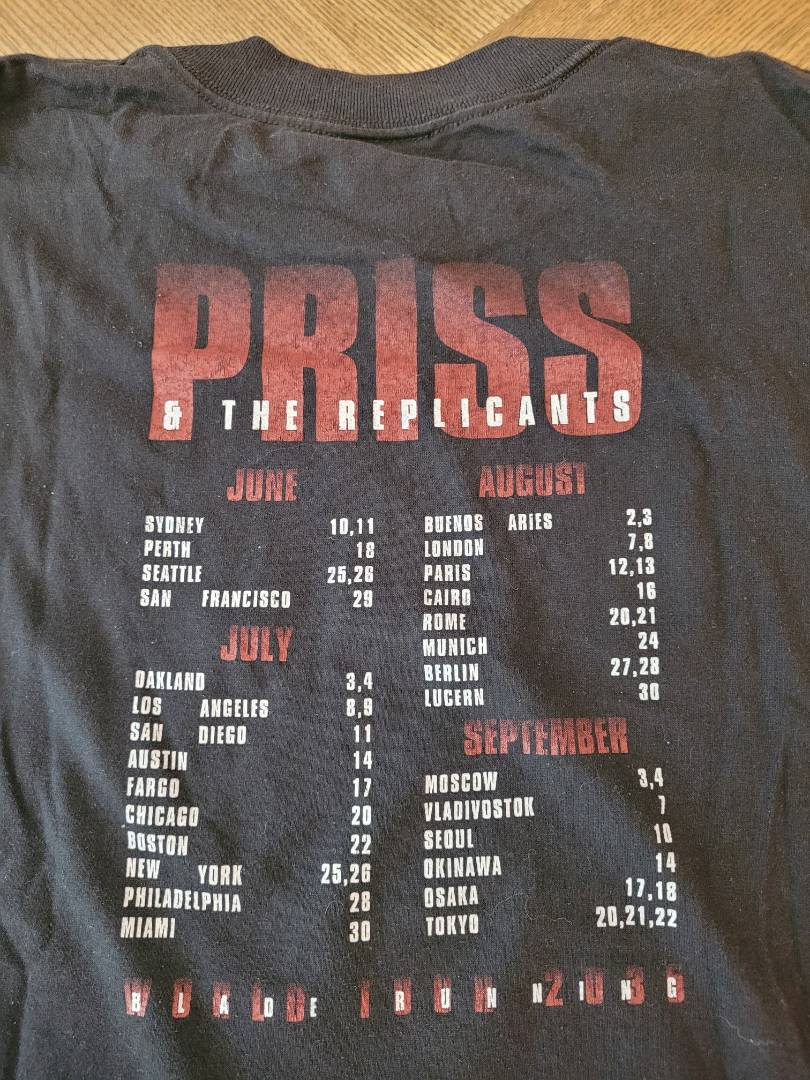 PRISS
& THE REPLICANTS
JUNE
SYDNEY 10,11
PERTH 18
SEATTLE 25,26
SAN FRANCISCO 29
JULY
OAKLAND 3,4
LOS ANGELES 8,9
SAN DIEGO 11
AUSTIN 14
FARGO 17
CHICAGO 20
BOSTON 22
NEW YORK 25,26
PHILADELPHIA 28
MIAMI 30
AUGUST
BUENOS ARiES 2,3
LONDON 7,8
PARIS 12,13
CAIRO 16
ROME 20,21
MUNICH 24
BERLIN 27,28
LUCERN 30
SEPTEMBER
MOSCOW 3,4
VLADIVOSTOK 7
SEOUL 10
OKINAWA 14
OSAKA 17,18
TOKYO 20,21,22
WORLD TOUR
BLADE RUNNING